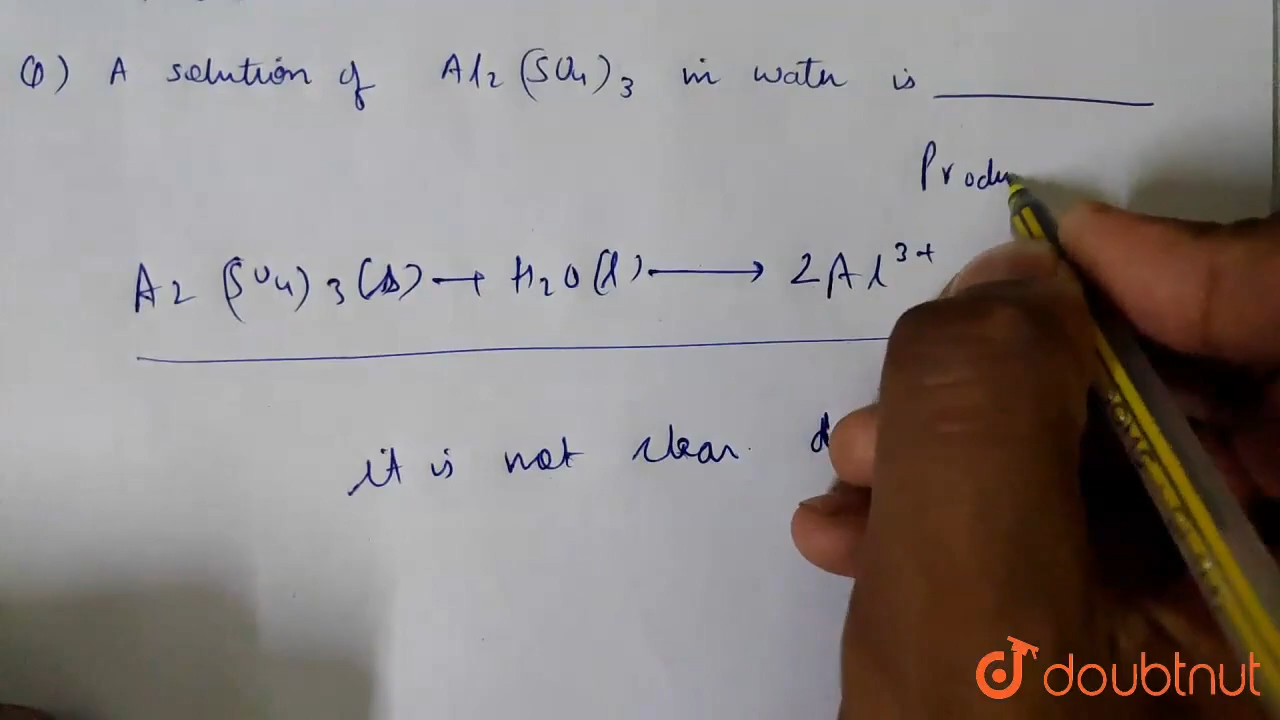 Q) A solution of Al2(SO4)3 in water is ________
Produ
A2(SO4)3(s) → H2O(l) ⟶ 2Al³⁺
it is not clear. d
doubtnut